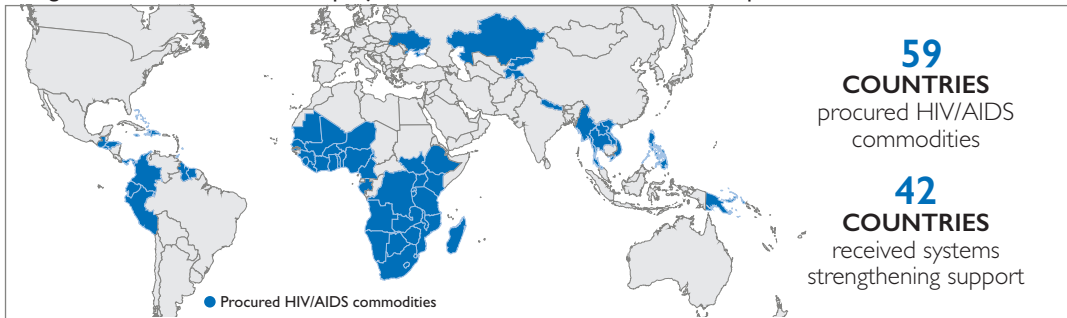 59
COUNTRIES
procured HIV/AIDS
commodities
42
COUNTRIES
received systems
strengthening support
Procured HIV/AIDS commodities